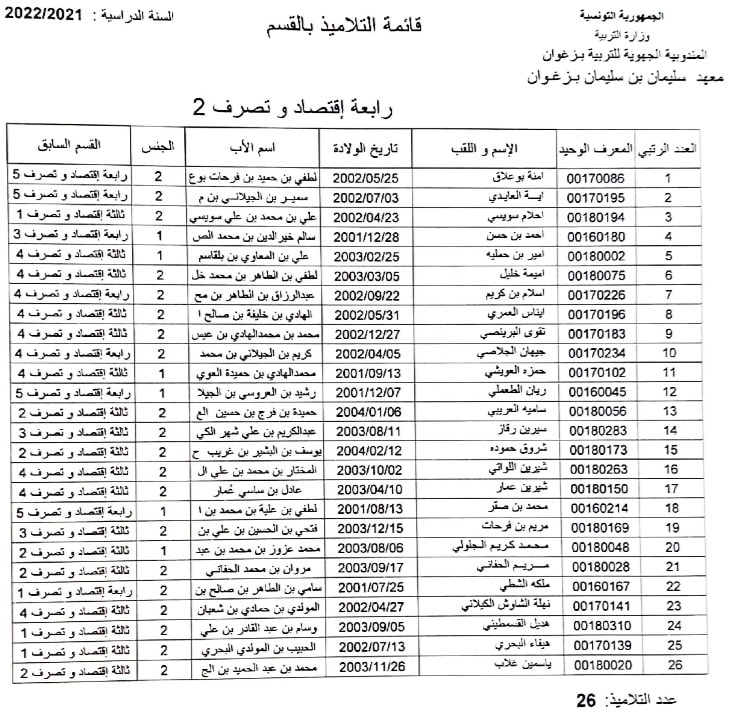 الجمهورية التونسية
وزارة التربية
المندوبية الجهوية للتربية بـزغـوان
معهد سليمان بن سليمان بـزغـوان
السنة الدراسية : 2022/2021
قائمة التلاميذ بالقسم
رابعة إقتصاد و تصرف 2
العدد الرتبي المعرف الوحيد الإسم و اللقب تاريخ الولادة اسم الأب الجنس القسم السابق
1 00170086 امنة بوعلاق 2002/05/25 لطفي بن حميد بن فرحات بوع 2 رابعة إقتصاد و تصرف 5
2 00170195 ايـة العايدي 2002/07/03 سمير بن الجيلاني بن م 2 رابعة إقتصاد و تصرف 5
3 00180194 احلام سويسي 2002/04/23 علي بن محمد بن علي سويسي 2 ثالثة إقتصاد و تصرف 1
4 00160180 احمد بن حسن 2001/12/28 سالم خيرالدين بن محمد الص 1 رابعة إقتصاد و تصرف 3
5 00180002 امير بن حمليه 2003/02/25 علي بن المعاوي بن بلقاسم 1 ثالثة إقتصاد و تصرف 4
6 00180075 اميمة خليل 2003/03/05 لطفي بن الطاهر بن محمد خل 2 ثالثة إقتصاد و تصرف 4
7 00170226 اسلام بن كريم 2002/09/22 عبدالرزاق بن الطاهر بن مح 2 رابعة إقتصاد و تصرف 4
8 00170196 ايناس العمري 2002/05/31 الهادي بن خليفة بن صالح ا 2 ثالثة إقتصاد و تصرف 4
9 00170183 تقوى البرينصي 2002/12/27 محمد بن محمدالهادي بن عيس 2 ثالثة إقتصاد و تصرف 4
10 00170234 جيهان الجلاصي 2002/04/05 كريم بن الجيلاني بن محمد 2 رابعة إقتصاد و تصرف 4
11 00170102 حمزه العويشي 2001/09/13 محمدالهادي بن حميدة العوي 1 ثالثة إقتصاد و تصرف 4
12 00160045 ريان الطعملي 2001/12/07 رشيد بن العروسي بن الجيلا 1 رابعة إقتصاد و تصرف 5
13 00180056 ساميه العريبي 2004/01/06 حميدة بن فرج بن حسين الع 2 ثالثة إقتصاد و تصرف 2
14 00180283 سيرين رقاز 2003/08/11 عبدالكريم بن علي شهر الكي 2 ثالثة إقتصاد و تصرف 3
15 00180173 شروق حموده 2004/02/12 يوسف بن البشير بن غريب ح 2 ثالثة إقتصاد و تصرف 2
16 00180263 شيرين اللواتي 2003/10/02 المختار بن محمد بن علي ال 2 ثالثة إقتصاد و تصرف 4
17 00180150 شيرين عمار 2003/04/10 عادل بن ساسي عُمار 2 ثالثة إقتصاد و تصرف 4
18 00160214 محمد بن صقر 2001/08/13 لطفي بن علية بن محمد بن ا 1 رابعة إقتصاد و تصرف 5
19 00180169 مريم بن فرحات 2003/12/15 فتحي بن الحسين بن علي بن 2 ثالثة إقتصاد و تصرف 3
20 00180048 محـمد كريـم الجلولي 2003/08/06 محمد عزوز بن محمد بن عبد 1 ثالثة إقتصاد و تصرف 2
21 00180028 مـريـم الحفاني 2003/09/17 مروان بن محمد الحفاني 2 ثالثة إقتصاد و تصرف 2
22 00160167 ملكه الشطي 2001/07/25 سامي بن الطاهر بن صالح بن 2 رابعة إقتصاد و تصرف 1
23 00170141 نهلة الشاوش الكيلاني 2002/04/27 المولدي بن حمادي بن شعبان 2 ثالثة إقتصاد و تصرف 4
24 00180310 هديل القسمطيني 2003/09/05 وسام بن عبد القادر بن علي 2 ثالثة إقتصاد و تصرف 1
25 00170139 هيفاء البحري 2002/07/13 الحبيب بن المولدي البحري 2 ثالثة إقتصاد و تصرف 1
26 00180020 ياسمين غلاب 2003/11/26 محمد بن عبد الحميد بن الج 2 ثالثة إقتصاد و تصرف 2
عدد التلاميذ: 26